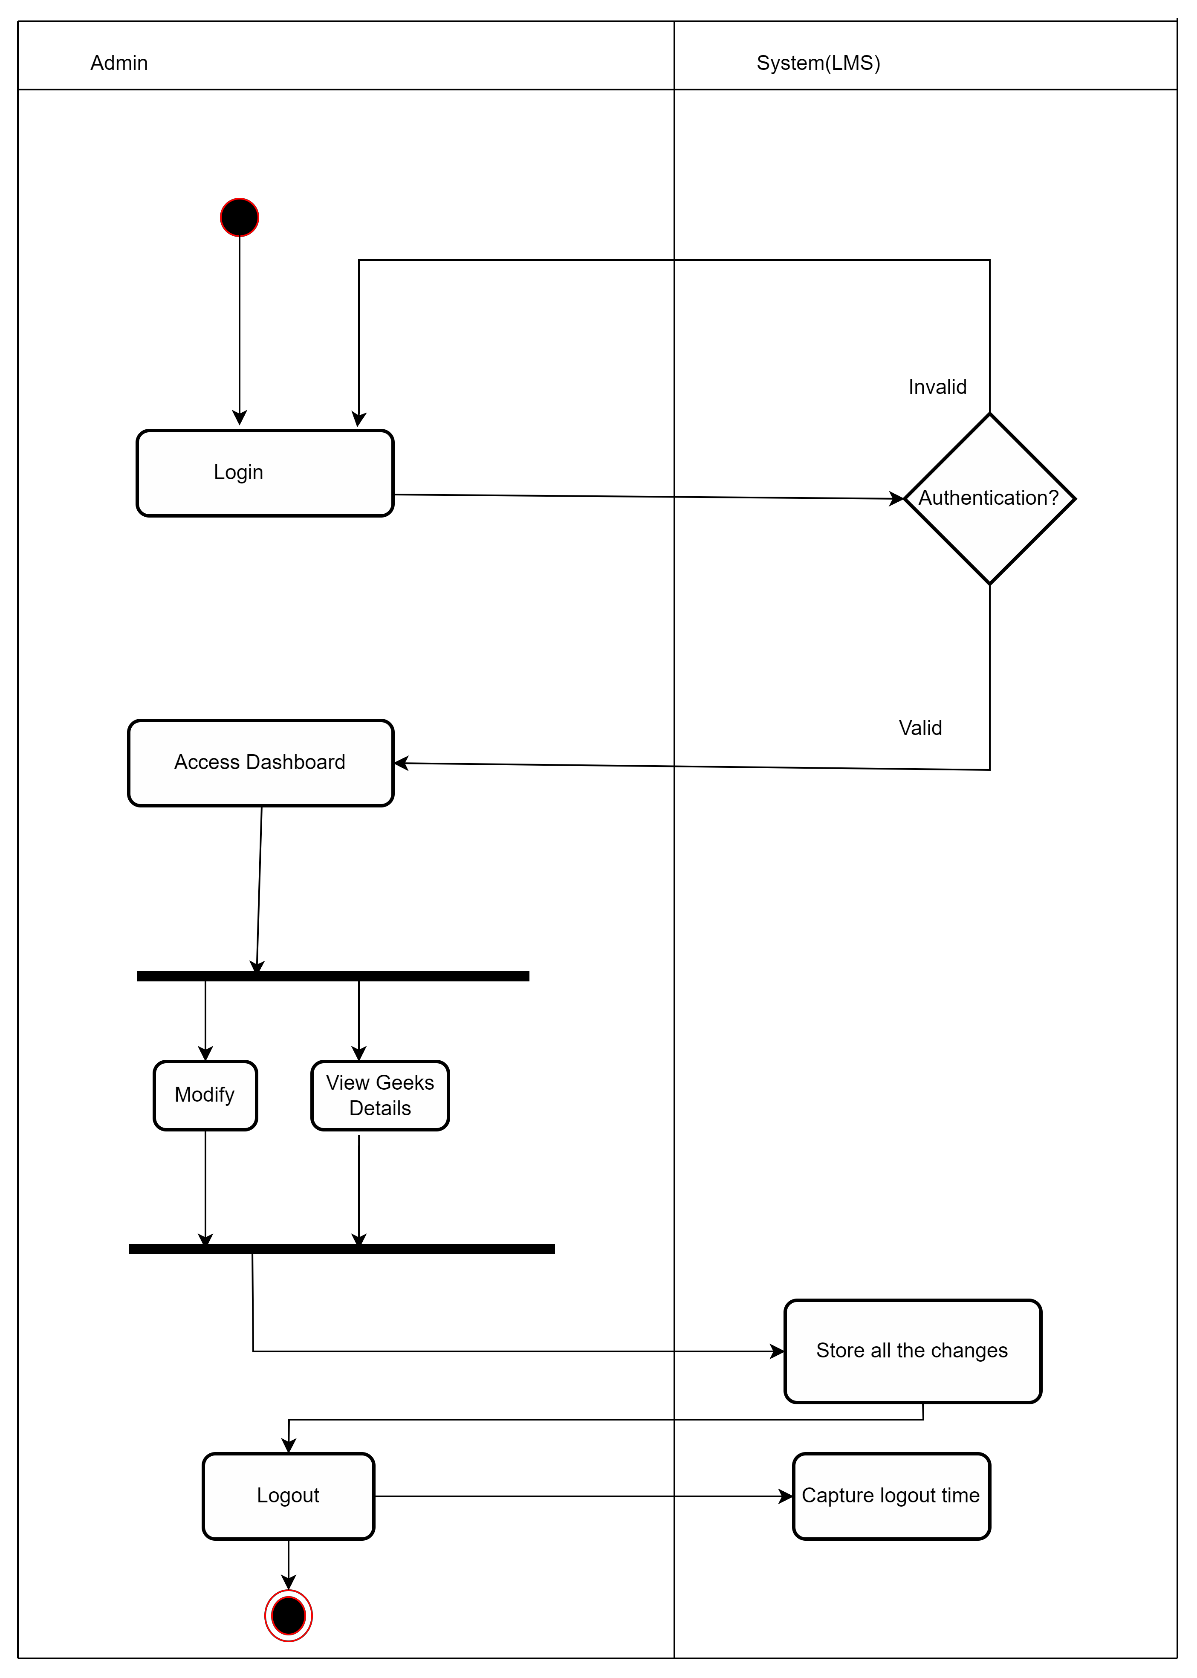 Admin
System(LMS)
Invalid
Login
Authentication?
Valid
Access Dashboard
Modify
View Geeks
Details
Store all the changes
Logout
Capture logout time